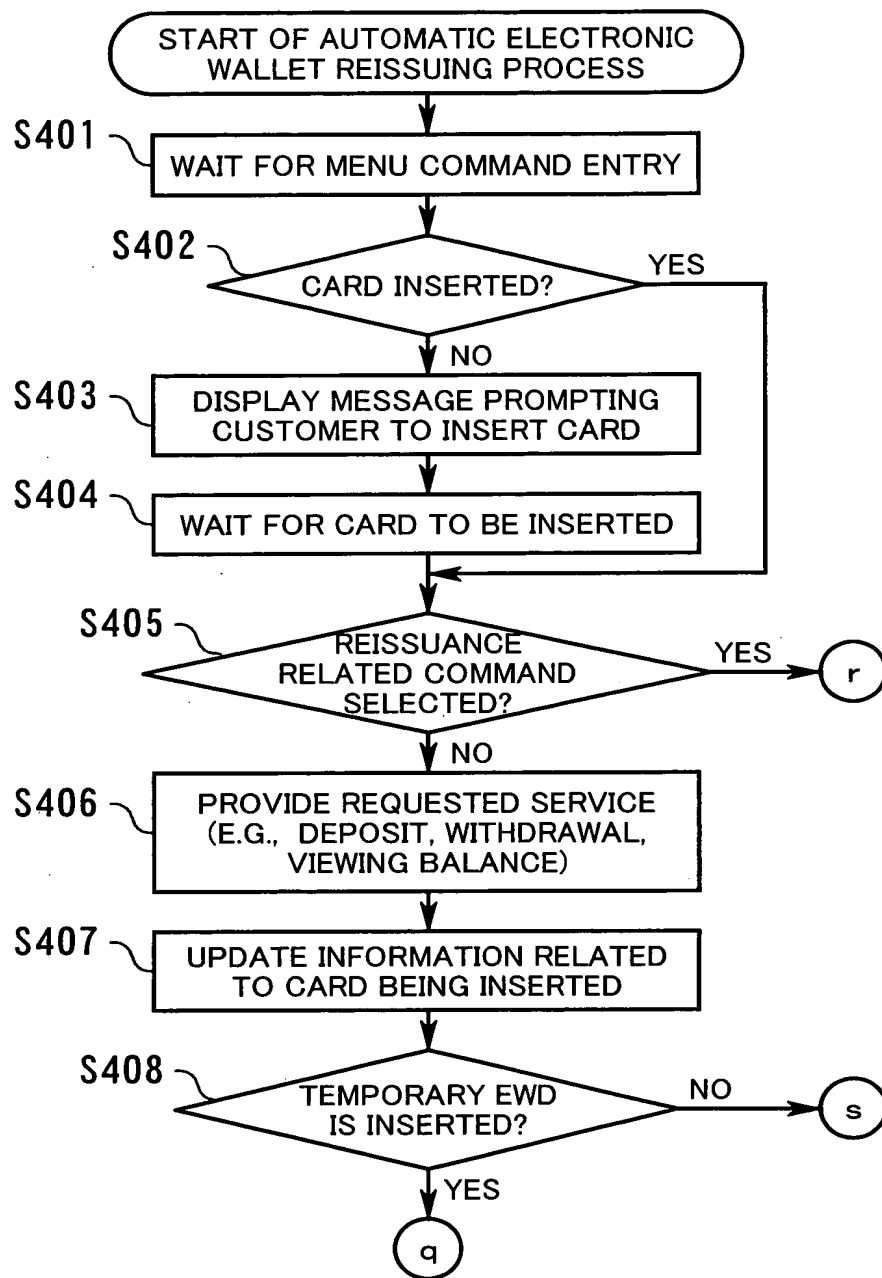 START OF AUTOMATIC ELECTRONIC
WALLET REISSUING PROCESS
S401
WAIT FOR MENU COMMAND ENTRY
S402
CARD INSERTED?
YES
NO
S403
DISPLAY MESSAGE PROMPTING
CUSTOMER TO INSERT CARD
S404
WAIT FOR CARD TO BE INSERTED
S405
REISSUANCE
RELATED COMMAND
SELECTED?
YES
r
NO
S406
PROVIDE REQUESTED SERVICE
(E.G., DEPOSIT, WITHDRAWAL,
VIEWING BALANCE)
S407
UPDATE INFORMATION RELATED
TO CARD BEING INSERTED
S408
TEMPORARY EWD
IS INSERTED?
NO
s
YES
q